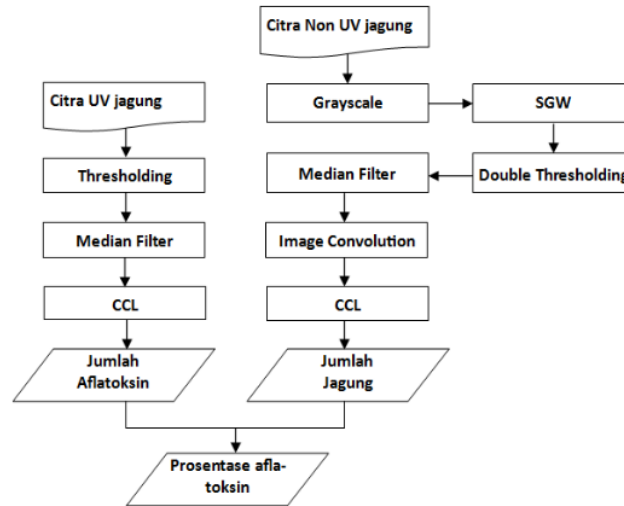 Citra Non UV jagung
Grayscale
SGW
Double Thresholding
Median Filter
Image Convolution
CCL
Jumlah
Jagung
Citra UV jagung
Thresholding
Median Filter
CCL
Jumlah
Aflatoksin
Prosentase afla-
toksin